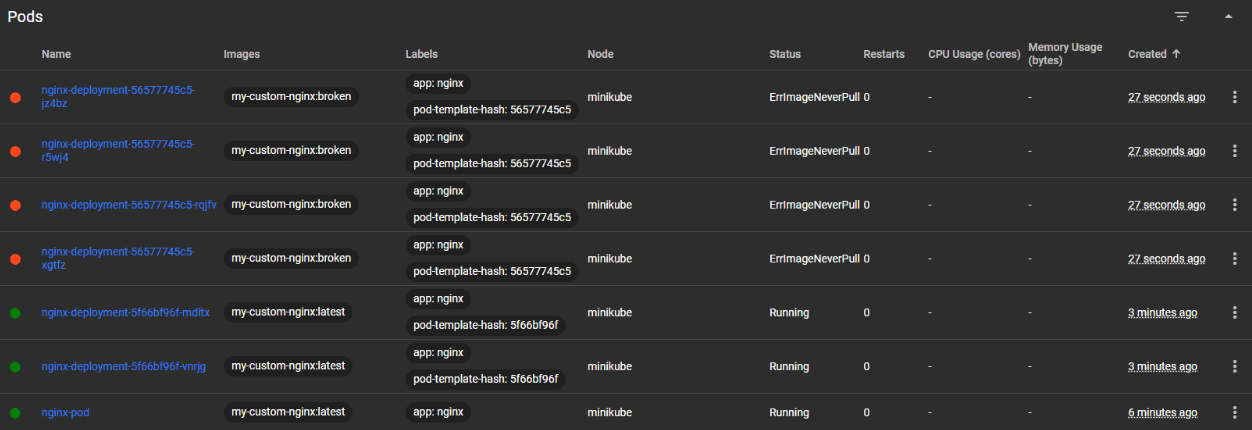 Pods
Name Images Labels Node Status Restarts CPU Usage (cores) Memory Usage (bytes) Created
nginx-deployment-56577745c5-jz4bz my-custom-nginx:broken app: nginx pod-template-hash: 56577745c5 minikube ErrImageNeverPull 0 - - 27 seconds ago
nginx-deployment-56577745c5-r5wj4 my-custom-nginx:broken app: nginx pod-template-hash: 56577745c5 minikube ErrImageNeverPull 0 - - 27 seconds ago
nginx-deployment-56577745c5-rqjfv my-custom-nginx:broken app: nginx pod-template-hash: 56577745c5 minikube ErrImageNeverPull 0 - - 27 seconds ago
nginx-deployment-56577745c5-xgtfz my-custom-nginx:broken app: nginx pod-template-hash: 56577745c5 minikube ErrImageNeverPull 0 - - 27 seconds ago
nginx-deployment-5f66bf96f-mdltx my-custom-nginx:latest app: nginx pod-template-hash: 5f66bf96f minikube Running 0 - - 3 minutes ago
nginx-deployment-5f66bf96f-vnrjg my-custom-nginx:latest app: nginx pod-template-hash: 5f66bf96f minikube Running 0 - - 3 minutes ago
nginx-pod my-custom-nginx:latest app: nginx minikube Running 0 - - 6 minutes ago